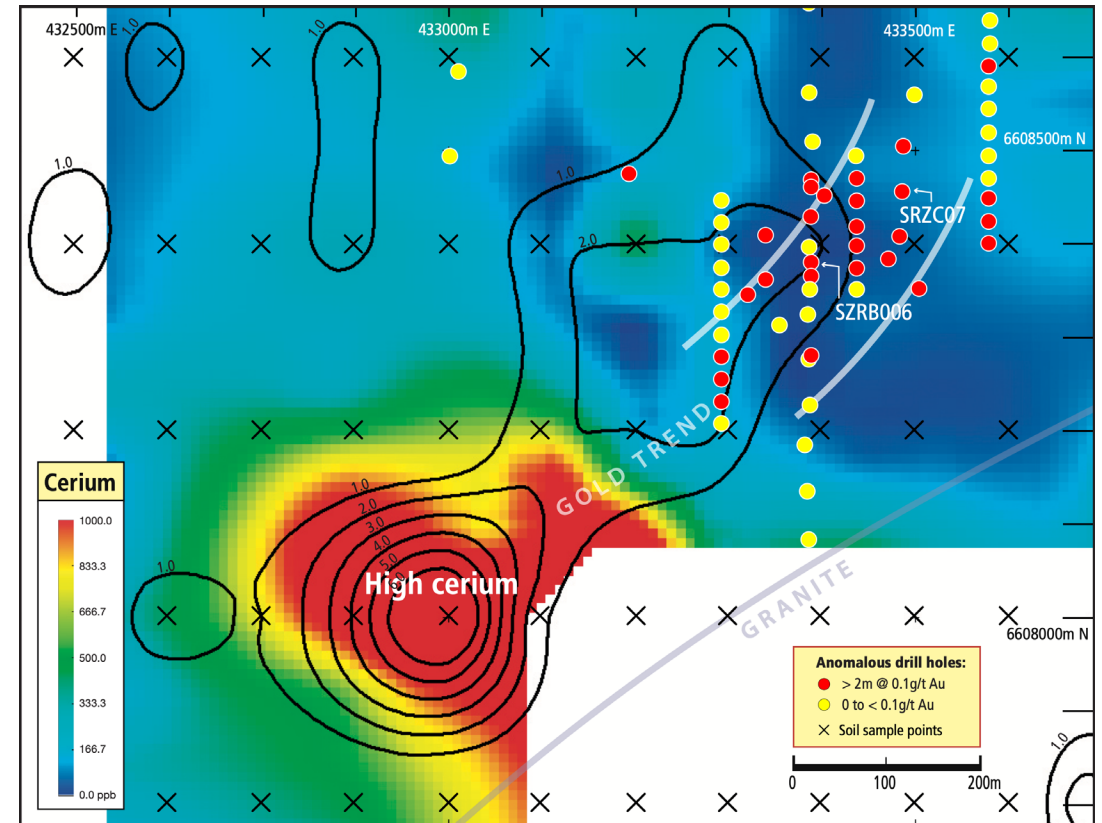 432500m E
433000m E
433500m E
1.0
1.0
1.0
1.0
2.0
6608500m N
SRZC07
SZRB006
GOLD TREND
Cerium
1000.0
833.3
666.7
500.0
333.3
166.7
0.0 ppb
1.0
2.0
3.0
4.0
5.0
High cerium
1.0
GRANITE
6608000m N
Anomalous drill holes:
> 2m @ 0.1g/t Au
0 to < 0.1g/t Au
Soil sample points
0 100 200m
1.0